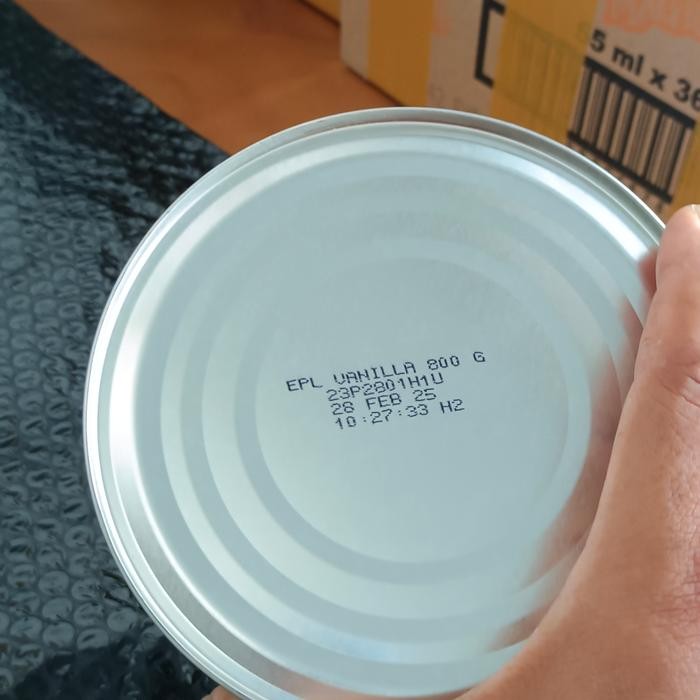 5 ml x 36
EPL VANILLA 800 G
23P2801H1U
28 FEB 25
10:27:33 H2